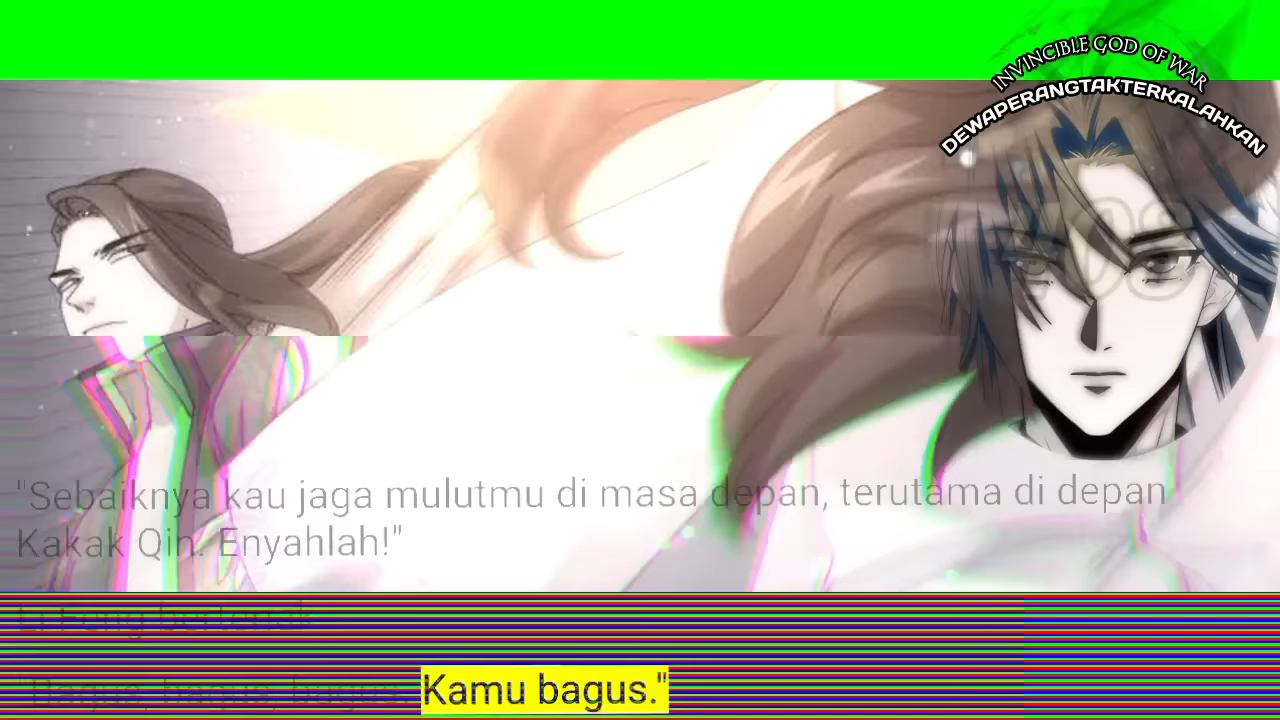 INVINCIBLE GOD OF WAR
DEWAPERANGTAKTERKALAHKAN
"Sebaiknya kau jaga mulutmu di masa depan, terutama di depan
Kakak Qin. Enyahlah!"
Li Feng berteriak.
"Bagus, bagus, bagus. Kamu bagus."